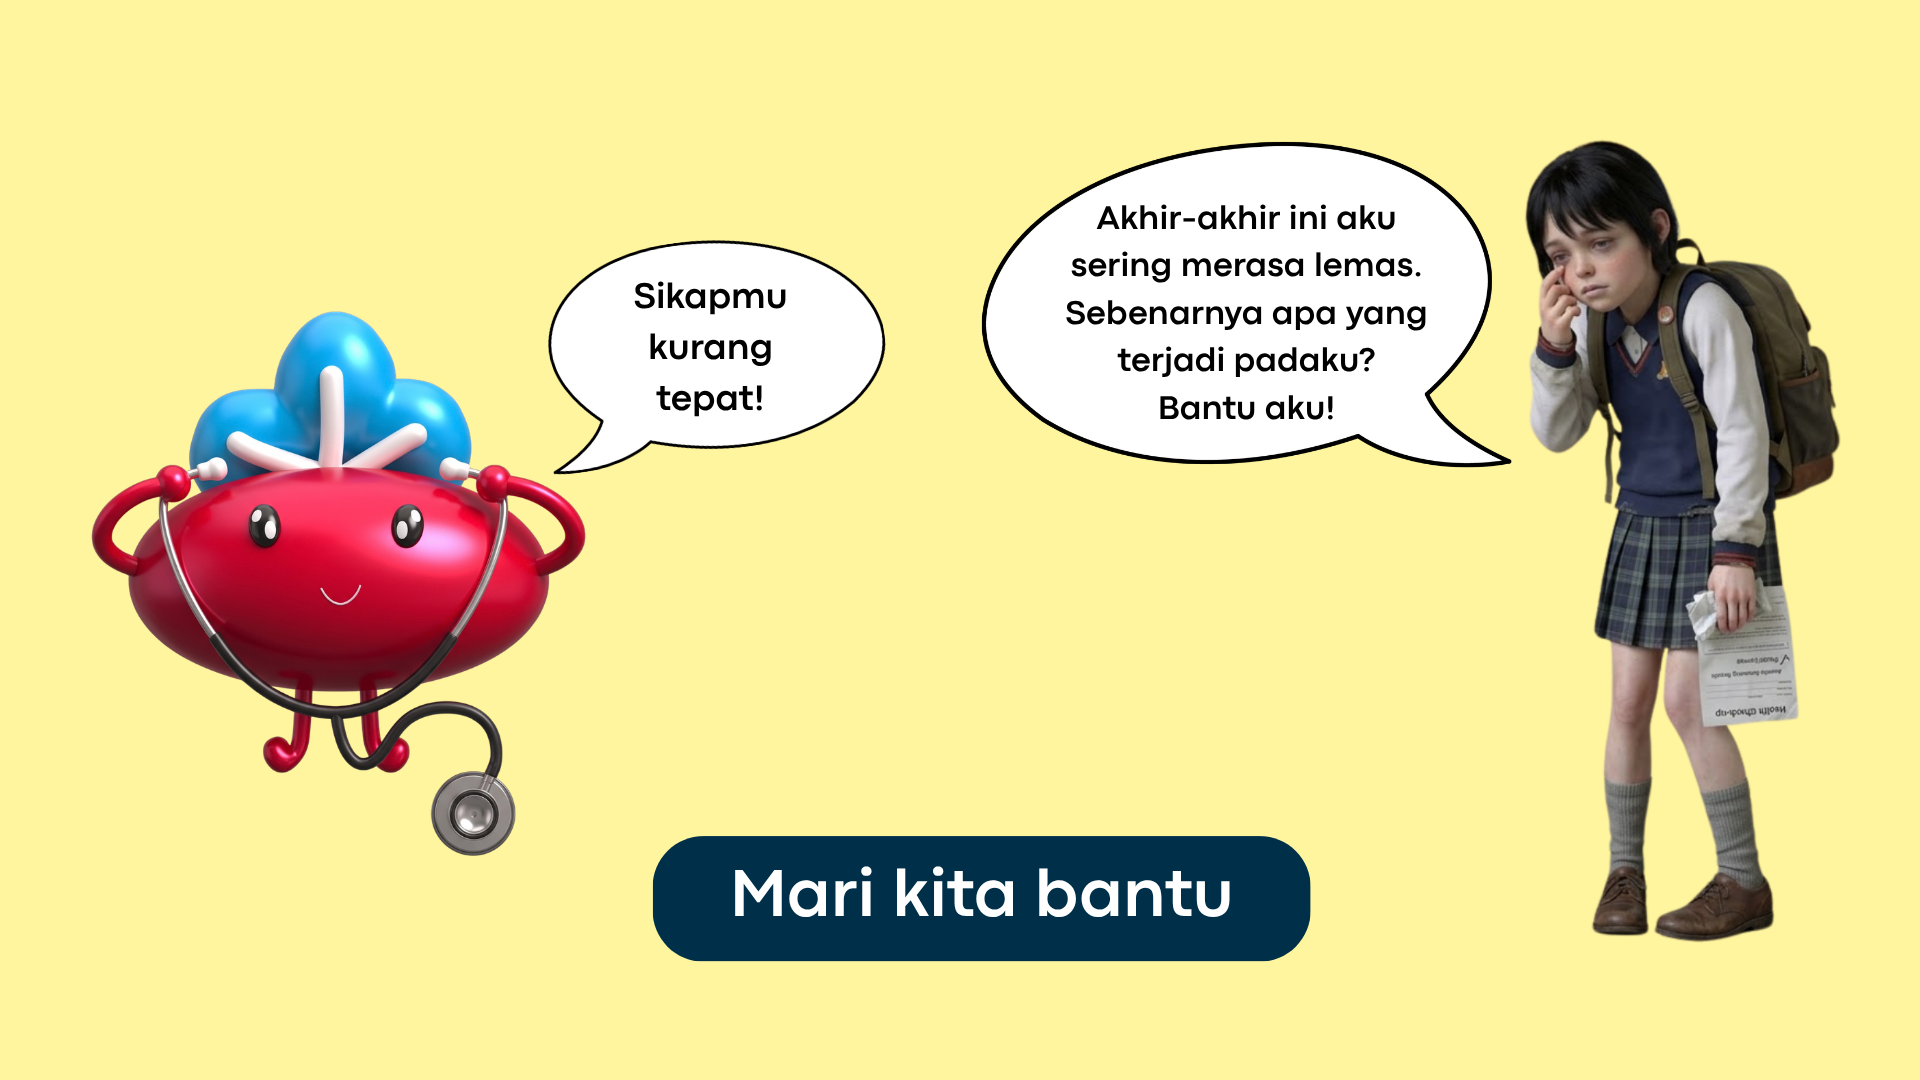 Sikapmu
kurang
tepat!
Akhir-akhir ini aku
sering merasa lemas.
Sebenarnya apa yang
terjadi padaku?
Bantu aku!
Mari kita bantu